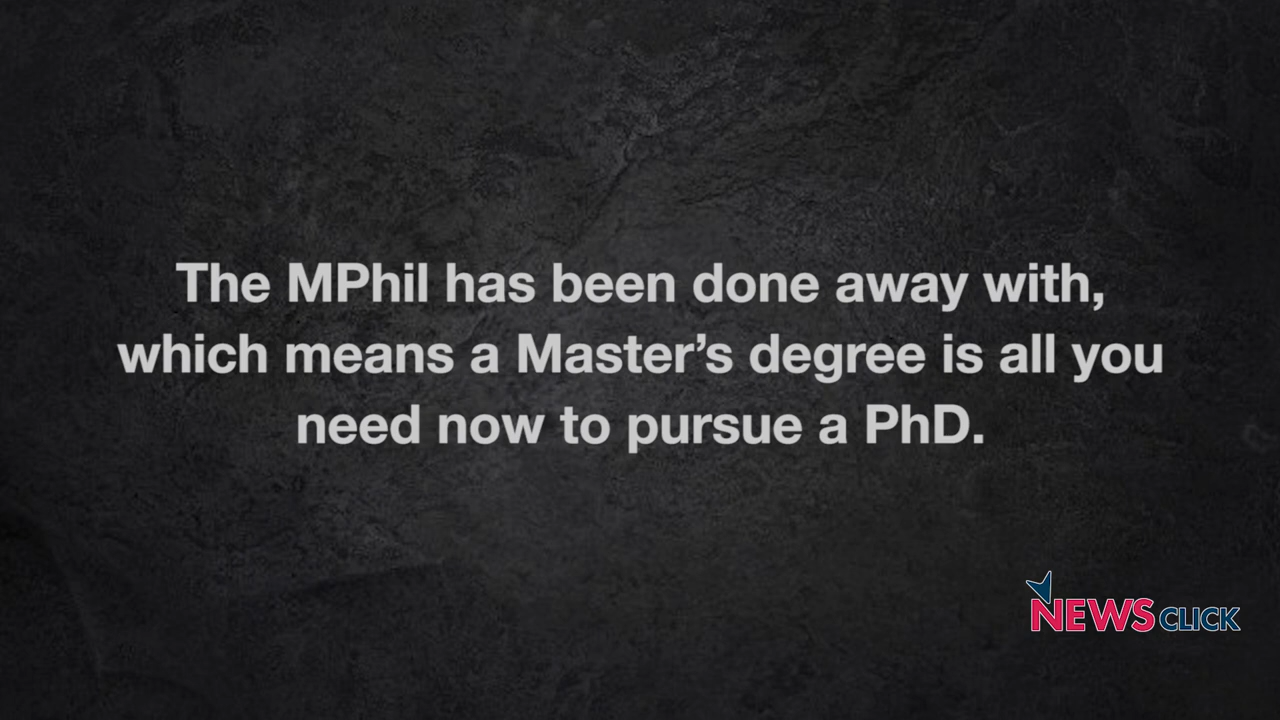 The MPhil has been done away with,
which means a Master’s degree is all you
need now to pursue a PhD.
NEWSCLICK